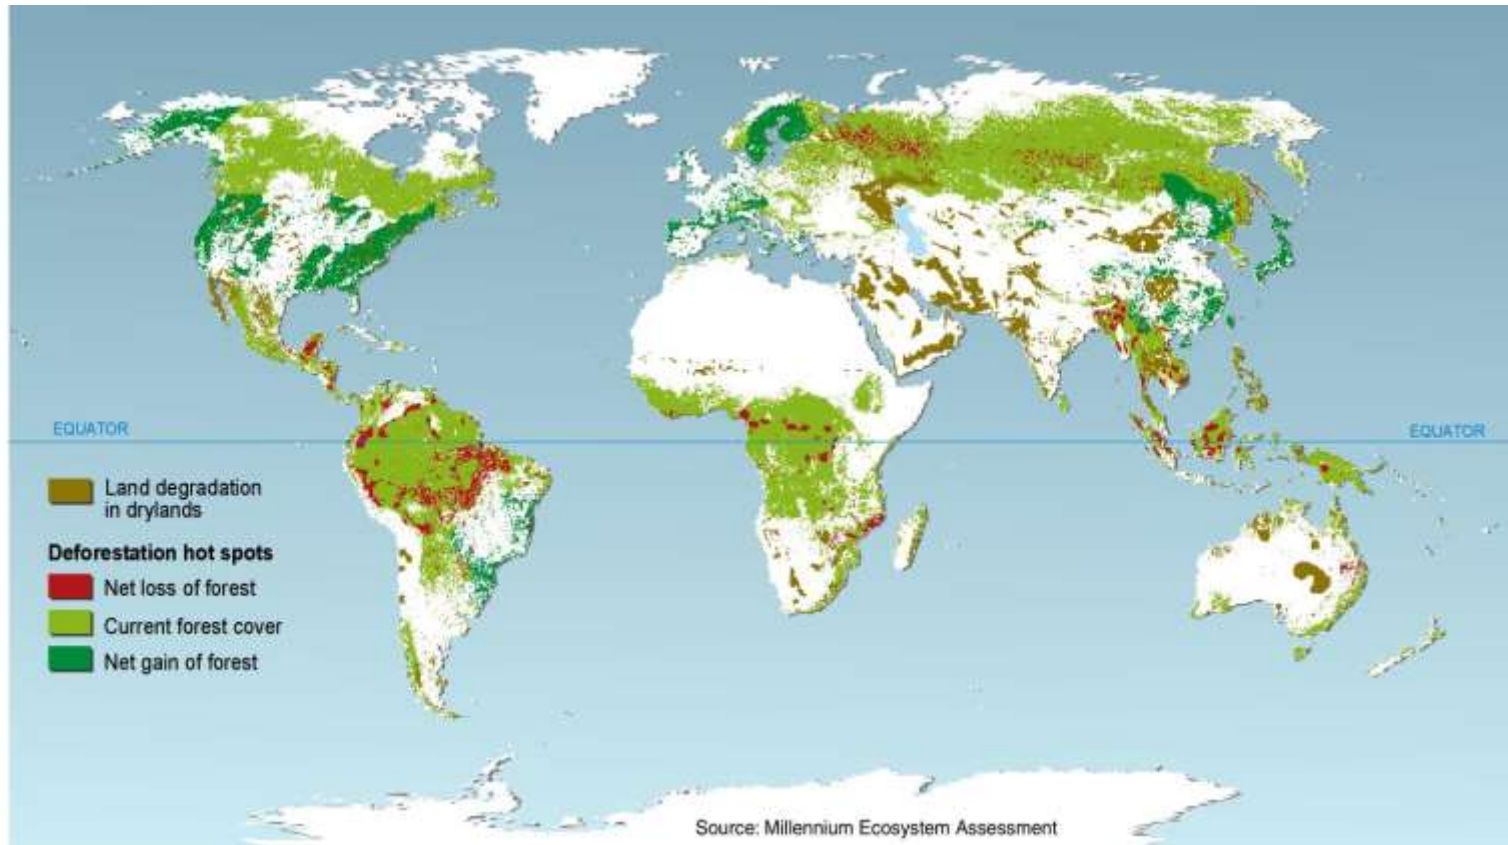 EQUATOR
EQUATOR
Land degradation
in drylands
Deforestation hot spots
Net loss of forest
Current forest cover
Net gain of forest
Source: Millennium Ecosystem Assessment